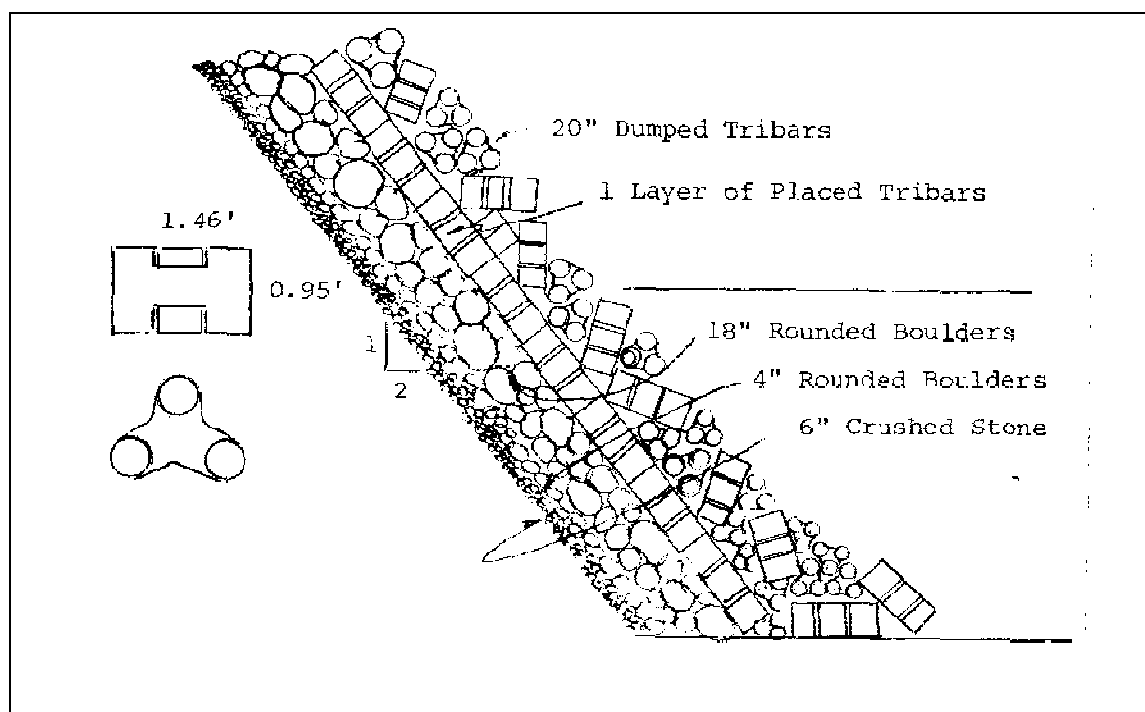 20" Dumped Tribars
1 Layer of Placed Tribars
1.46'
0.95'
18" Rounded Boulders
1
4" Rounded Boulders
2
6" Crushed Stone